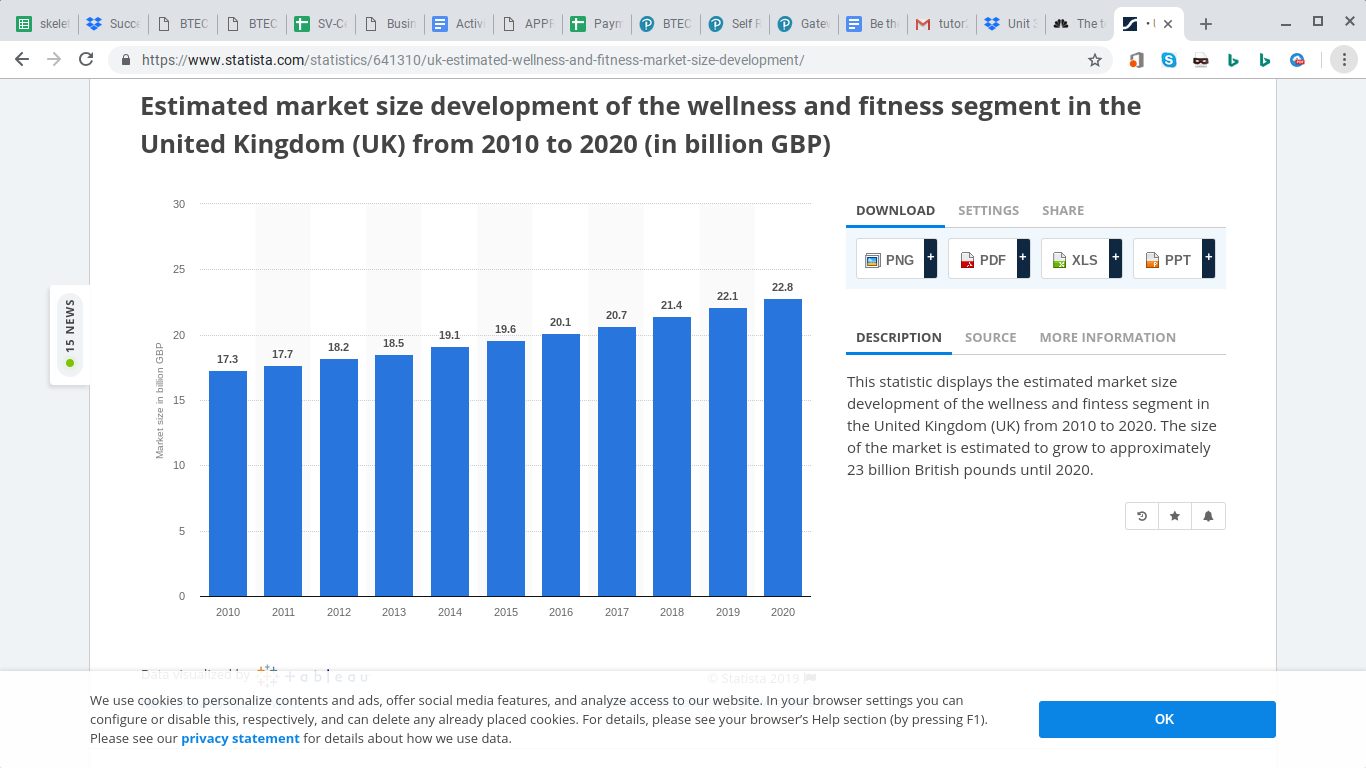 skele
Succe
BTEC
BTEC
SV-C
Busin
Activ
APPR
Paym
BTEC
Self R
Gatew
Be the
tutor
Unit
The t
https://www.statista.com/statistics/641310/uk-estimated-wellness-and-fitness-market-size-development/
Estimated market size development of the wellness and fitness segment in the
United Kingdom (UK) from 2010 to 2020 (in billion GBP)
15 NEWS
Market size in billion GBP
30
25
20
15
10
5
0
17.3
17.7
18.2
18.5
19.1
19.6
20.1
20.7
21.4
22.1
22.8
2010 2011 2012 2013 2014 2015 2016 2017 2018 2019 2020
Data visualized by + a b l e a u
© Statista 2019
DOWNLOAD SETTINGS SHARE
PNG + PDF + XLS + PPT +
DESCRIPTION SOURCE MORE INFORMATION
This statistic displays the estimated market size
development of the wellness and fintess segment in
the United Kingdom (UK) from 2010 to 2020. The size
of the market is estimated to grow to approximately
23 billion British pounds until 2020.
We use cookies to personalize contents and ads, offer social media features, and analyze access to our website. In your browser settings you can
configure or disable this, respectively, and can delete any already placed cookies. For details, please see your browser's Help section (by pressing F1).
Please see our privacy statement for details about how we use data.
OK